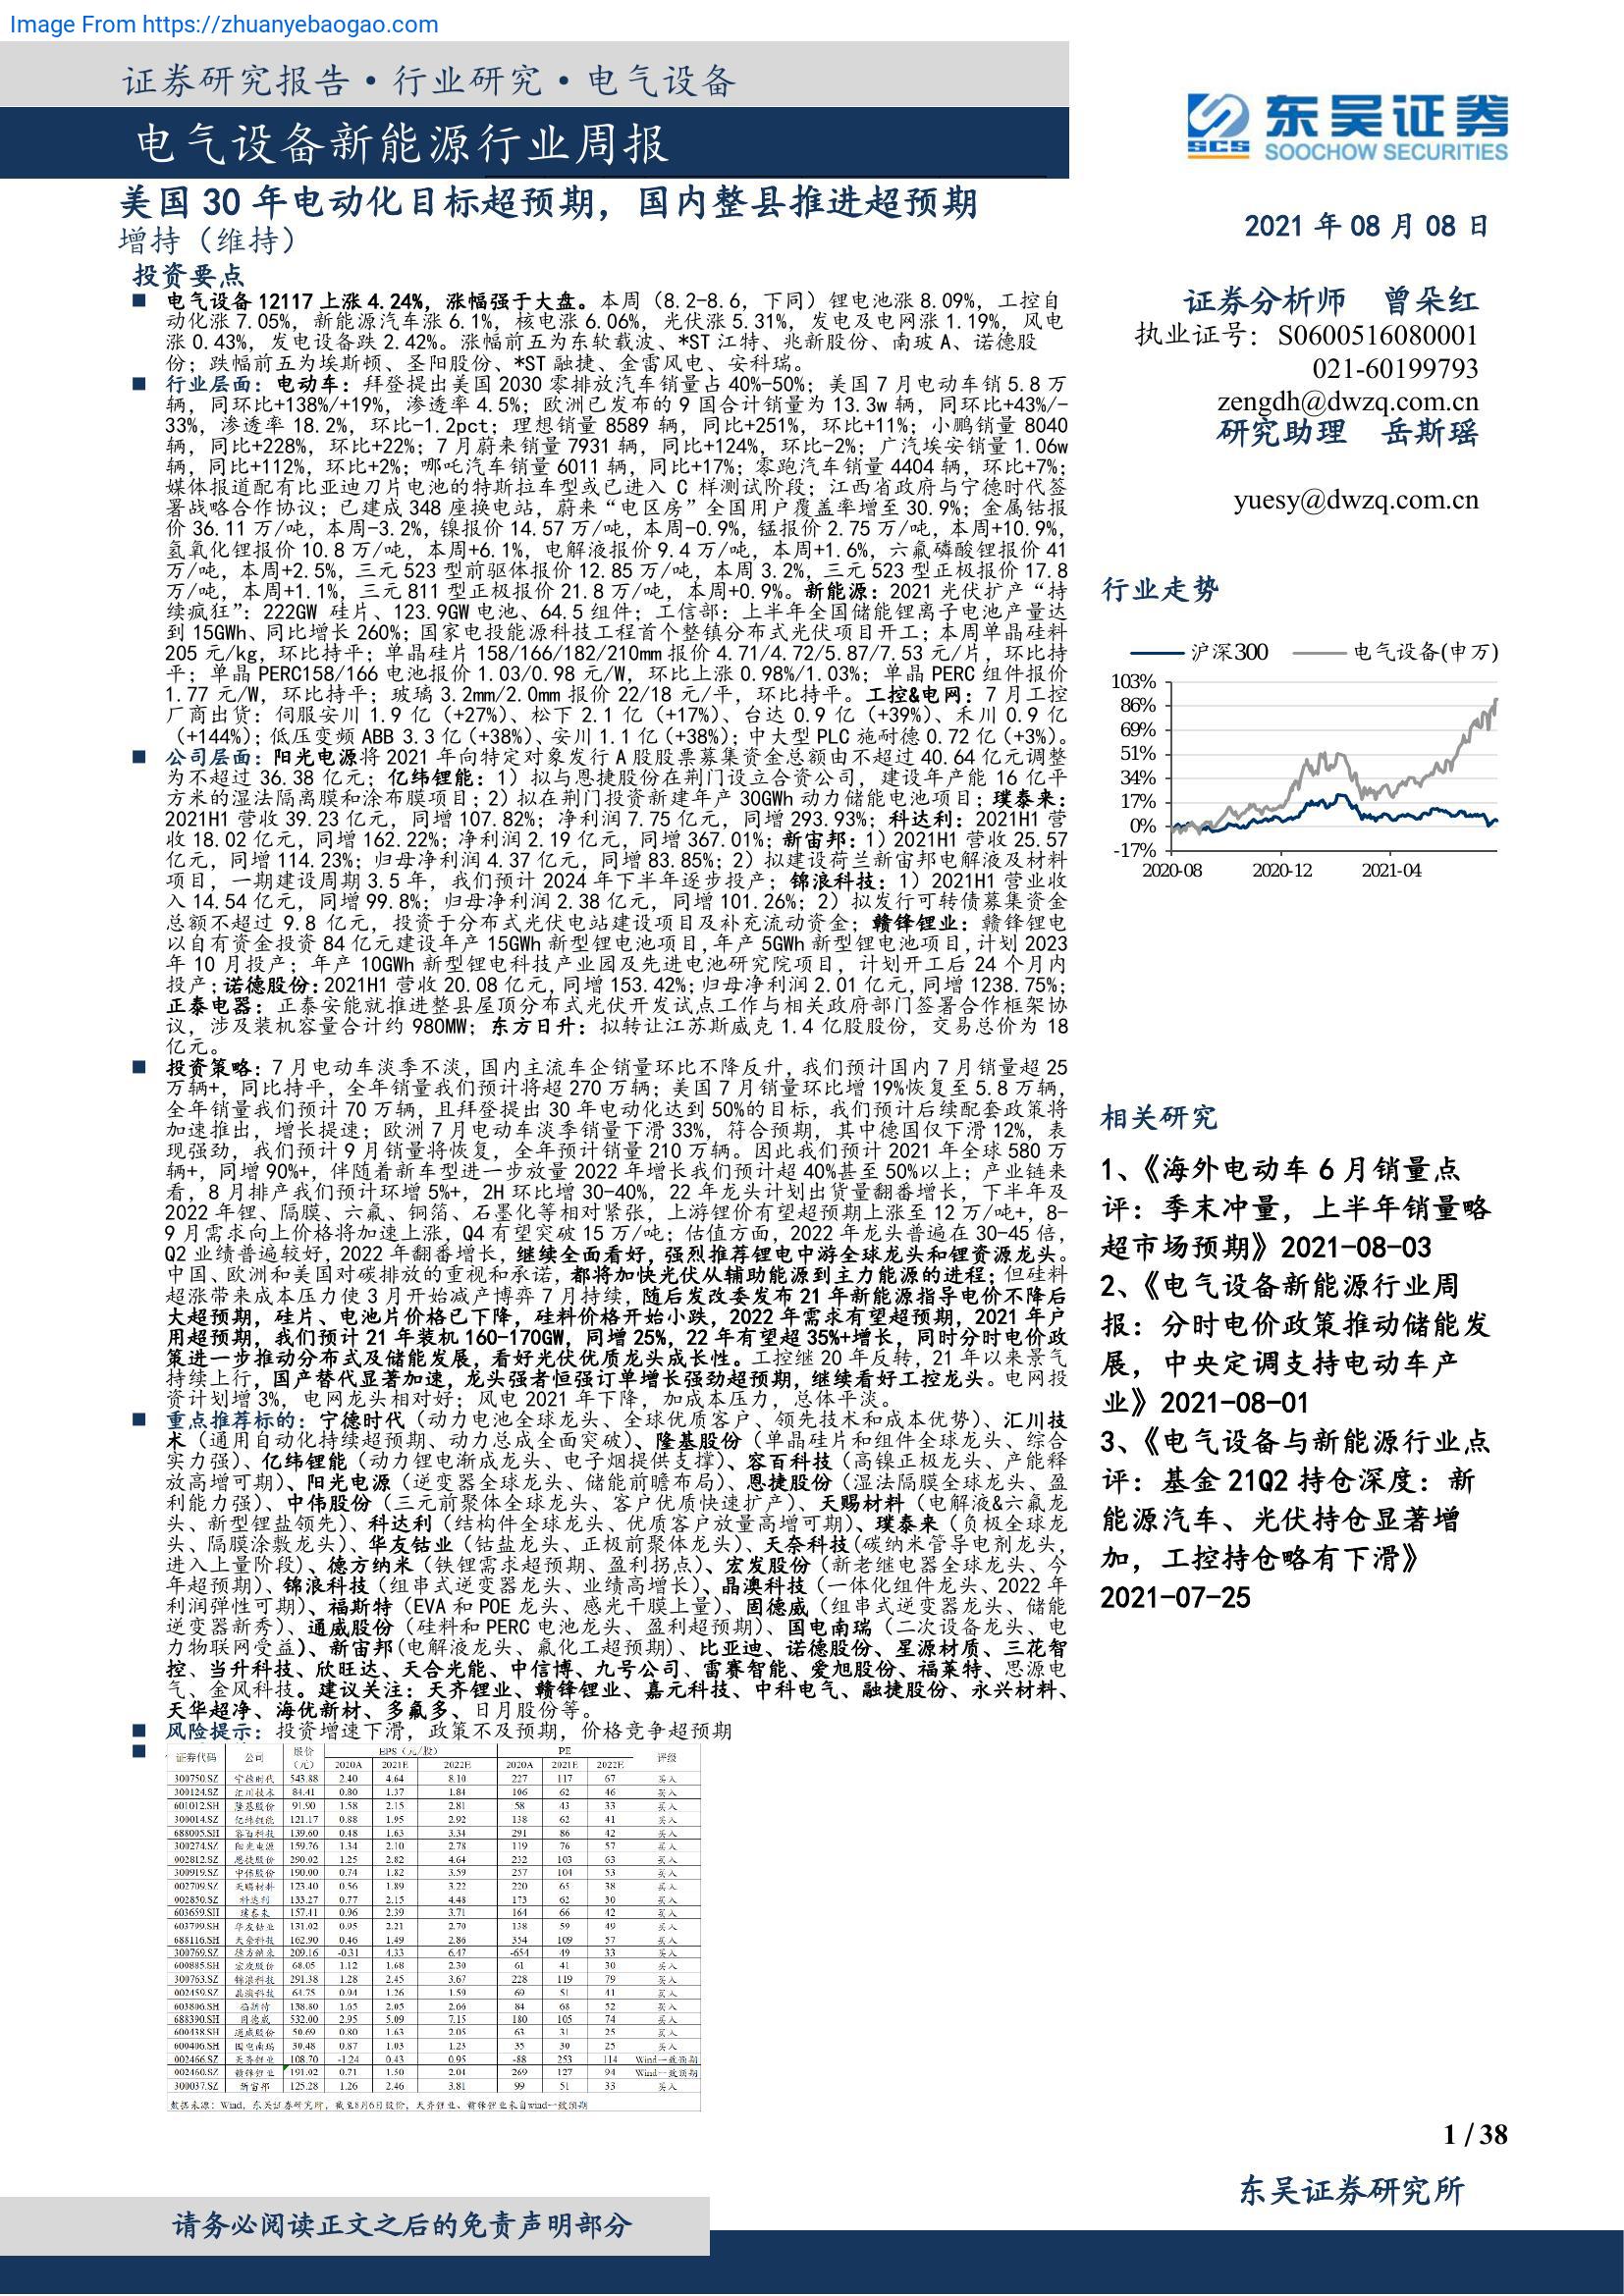 Image From https://zhuanyebaogao.com
证券研究报告·行业研究·电气设备
电气设备新能源行业周报
东吴证券
SCS
SOOCHOW SECURITIES
美国 30 年电动化目标超预期，国内整县推进超预期
增持（维持）
2021 年 08 月 08 日
证券分析师 曾朵红
执业证号：S0600516080001
021-60199793
zengdh@dwzq.com.cn
研究助理 岳斯瑶
yuesy@dwzq.com.cn
投资要点
■ 电气设备 12117 上涨 4.24%，涨幅强于大盘。本周（8.2-8.6，下同）锂电池涨 8.09%，工控自
动化涨 7.05%，新能源汽车涨 6.1%，核电涨 6.06%，光伏涨 5.31%，发电及电网涨 1.19%，风电
涨 0.43%，发电设备跌 2.42%。涨幅前五为东软载波、*ST 江特、兆新股份、南玻 A、诺德股
份；跌幅前五为埃斯顿、圣阳股份、*ST 融捷、金雷风电、安科瑞。
■ 行业层面：电动车：拜登提出美国 2030 零排放汽车销量占 40%-50%；美国 7 月电动车销 5.8 万
辆，同环比+138%/+19%，渗透率 4.5%；欧洲已发布的 9 国合计销量为 13.3w 辆，同环比+43%/-
33%，渗透率 18.2%，环比-1.2pct；理想销量 8589 辆，同比+251%，环比+11%；小鹏销量 8040
辆，同比+228%，环比+22%；7 月蔚来销量 7931 辆，同比+124%，环比-2%；广汽埃安销量 1.06w
辆，同比+112%，环比+2%；哪吒汽车销量 6011 辆，同比+17%；零跑汽车销量 4404 辆，环比+7%；
媒体报道配有比亚迪刀片电池的特斯拉车型或已进入 C 样测试阶段；江西省政府与宁德时代签
署战略合作协议；已建成 348 座换电站，蔚来“电区房”全国用户覆盖率增至 30.9%；金属钴报
价 36.11 万/吨，本周-3.2%，镍报价 14.57 万/吨，本周-0.9%，锰报价 2.75 万/吨，本周+10.9%，
氢氧化锂报价 10.8 万/吨，本周+6.1%，电解液报价 9.4 万/吨，本周+1.6%，六氟磷酸锂报价 41
万/吨，本周+2.5%，三元 523 型前驱体报价 12.85 万/吨，本周 3.2%，三元 523 型正极报价 17.8
万/吨，本周+1.1%，三元 811 型正极报价 21.8 万/吨，本周+0.9%。新能源：2021 光伏扩产“持
续疯狂”：222GW 硅片、123.9GW 电池、64.5 组件；工信部：上半年全国储能锂离子电池产量达
到 15GWh、同比增长 260%；国家电投能源科技工程首个整镇分布式光伏项目开工；本周单晶硅料
205 元/kg，环比持平；单晶硅片 158/166/182/210mm 报价 4.71/4.72/5.87/7.53 元/片，环比持
平；单晶 PERC158/166 电池报价 1.03/0.98 元/W，环比上涨 0.98%/1.03%；单晶 PERC 组件报价
1.77 元/W，环比持平；玻璃 3.2mm/2.0mm 报价 22/18 元/平，环比持平。工控&电网：7 月工控
厂商出货：伺服安川 1.9 亿（+27%）、松下 2.1 亿（+17%）、台达 0.9 亿（+39%）、禾川 0.9 亿
（+144%）；低压变频 ABB 3.3 亿（+38%）、安川 1.1 亿（+38%）；中大型 PLC 施耐德 0.72 亿（+3%）。
■ 公司层面：阳光电源将 2021 年向特定对象发行 A 股股票募集资金总额由不超过 40.64 亿元调整
为不超过 36.38 亿元；亿纬锂能：1）拟与恩捷股份在荆门设立合资公司，建设年产能 16 亿平
方米的湿法隔离膜和涂布膜项目；2）拟在荆门投资新建年产 30GWh 动力储能电池项目；璞泰来：
2021H1 营收 39.23 亿元，同增 107.82%；净利润 7.75 亿元，同增 293.93%；科达利：2021H1 营
收 18.02 亿元，同增 162.22%；净利润 2.19 亿元，同增 367.01%；新宙邦：1）2021H1 营收 25.57
亿元，同增 114.23%；归母净利润 4.37 亿元，同增 83.85%；2）拟建设荷兰新宙邦电解液及材料
项目，一期建设周期 3.5 年，我们预计 2024 年下半年逐步投产；锦浪科技：1）2021H1 营业收
入 14.54 亿元，同增 99.8%；归母净利润 2.38 亿元，同增 101.26%；2）拟发行可转债募集资金
总额不超过 9.8 亿元，投资于分布式光伏电站建设项目及补充流动资金；赣锋锂业：赣锋锂电
以自有资金投资 84 亿元建设年产 15GWh 新型锂电池项目，年产 5GWh 新型锂电池项目，计划 2023
年 10 月投产；年产 10GWh 新型锂电科技产业园及先进电池研究院项目，计划开工后 24 个月内
投产；诺德股份：2021H1 营收 20.08 亿元，同增 153.42%；归母净利润 2.01 亿元，同增 1238.75%；
正泰电器：正泰安能就推进整县屋顶分布式光伏开发试点工作与相关政府部门签署合作框架协
议，涉及装机容量合计约 980MW；东方日升：拟转让江苏斯威克 1.4 亿股股份，交易总价为 18
亿元。
■ 投资策略：7 月电动车淡季不淡，国内主流车企销量环比不降反升，我们预计国内 7 月销量超 25
万辆+，同比持平，全年销量我们预计将超 270 万辆；美国 7 月销量环比增 19%恢复至 5.8 万辆，
全年销量我们预计 70 万辆，且拜登提出 30 年电动化达到 50%的目标，我们预计后续配套政策将
加速推出，增长提速；欧洲 7 月电动车淡季销量下滑 33%，符合预期，其中德国仅下滑 12%，表
现强劲，我们预计 9 月销量将恢复，全年预计销量 210 万辆。因此我们预计 2021 年全球 580 万
辆+，同增 90%+，伴随着新车型进一步放量 2022 年增长我们预计超 40%甚至 50%以上；产业链来
看，8 月排产我们预计环增 5%+，2H 环比增 30-40%，22 年龙头计划出货量翻番增长，下半年及
2022 年锂、隔膜、六氟、铜箔、石墨化等相对紧张，上游锂价有望超预期上涨至 12 万/吨+，8-
9 月需求向上价格将加速上涨，Q4 有望突破 15 万/吨；估值方面，2022 年龙头普遍在 30-45 倍，
Q2 业绩普遍较好，2022 年翻番增长，继续全面看好，强烈推荐锂电中游全球龙头和锂资源龙头。
中国、欧洲和美国对碳排放的重视和承诺，都将加快光伏从辅助能源到主力能源的进程；但硅料
超涨带来成本压力使 3 月开始减产博弈 7 月持续，随后发改委发布 21 年新能源指导电价不降后
大超预期，硅片、电池片价格已下降，硅料价格开始小跌，2022 年需求有望超预期，2021 年户
用超预期，我们预计 21 年装机 160-170GW，同增 25%，22 年有望超 35%+增长，同时分时电价政
策进一步推动分布式及储能发展，看好光伏优质龙头成长性。工控继 20 年反转，21 年以来景气
持续上行，国产替代显著加速，龙头强者恒强订单增长强劲超预期，继续看好工控龙头。电网投
资计划增 3%，电网龙头相对好；风电 2021 年下降，加成本压力，总体平淡。
■ 重点推荐标的：宁德时代（动力电池全球龙头、全球优质客户、领先技术和成本优势）、汇川技
术（通用自动化持续超预期、动力总成全面突破）、隆基股份（单晶硅片和组件全球龙头、综合
实力强）、亿纬锂能（动力锂电渐成龙头、电子烟提供支撑）、容百科技（高镍正极龙头、产能释
放高增可期）、阳光电源（逆变器全球龙头、储能前瞻布局）、恩捷股份（湿法隔膜全球龙头、盈
利能力强）、中伟股份（三元前聚体全球龙头、客户优质快速扩产）、天赐材料（电解液&六氟龙
头、新型锂盐领先）、科达利（结构件全球龙头、优质客户放量高增可期）、璞泰来（负极全球龙
头、隔膜涂敷龙头）、华友钴业（钴盐龙头、正极前聚体龙头）、天奈科技(碳纳米管导电剂龙头，
进入上量阶段）、德方纳米（铁锂需求超预期、盈利拐点）、宏发股份（新老继电器全球龙头、今
年超预期）、锦浪科技（组串式逆变器龙头、业绩高增长）、晶澳科技（一体化组件龙头、2022 年
利润弹性可期）、福斯特（EVA 和 POE 龙头、感光干膜上量）、固德威（组串式逆变器龙头、储能
逆变器新秀）、通威股份（硅料和 PERC 电池龙头、盈利超预期）、国电南瑞（二次设备龙头、电
力物联网受益）、新宙邦(电解液龙头、氟化工超预期）、比亚迪、诺德股份、星源材质、三花智
控、当升科技、欣旺达、天合光能、中信博、九号公司、雷赛智能、爱旭股份、福莱特、思源电
气、金风科技。建议关注：天齐锂业、赣锋锂业、嘉元科技、中科电气、融捷股份、永兴材料、
天华超净、海优新材、多氟多、日月股份等。
■ 风险提示：投资增速下滑，政策不及预期，价格竞争超预期
■
证券代码 公司 股价（元） EPS（元/股） PE 评级
2020A 2021E 2022E 2020A 2021E 2022E
300750.SZ 宁德时代 543.88 2.40 4.64 8.10 227 117 67 买入
300124.SZ 汇川技术 84.41 0.80 1.37 1.84 106 62 46 买入
601012.SH 隆基股份 91.90 1.58 2.15 2.81 58 43 33 买入
300014.SZ 亿纬锂能 121.17 0.88 1.95 2.92 138 62 41 买入
688005.SH 容百科技 139.60 0.48 1.63 3.34 291 86 42 买入
300274.SZ 阳光电源 159.76 1.34 2.10 2.78 119 76 57 买入
002812.SZ 恩捷股份 290.02 1.25 2.82 4.64 232 103 63 买入
300919.SZ 中伟股份 190.00 0.74 1.82 3.59 257 104 53 买入
002709.SZ 天赐材料 123.40 0.56 1.89 3.22 220 65 38 买入
002850.SZ 科达利 133.27 0.77 2.15 4.48 173 62 30 买入
603659.SH 璞泰来 157.41 0.96 2.39 3.71 164 66 42 买入
603799.SH 华友钴业 131.02 0.95 2.21 2.70 138 59 49 买入
688116.SH 天奈科技 162.90 0.46 1.49 2.86 354 109 57 买入
300769.SZ 德方纳米 209.16 -0.31 4.33 6.47 -654 49 33 买入
600885.SH 宏发股份 68.05 1.12 1.68 2.30 61 41 30 买入
300763.SZ 锦浪科技 291.38 1.28 2.45 3.67 228 119 79 买入
002459.SZ 晶澳科技 64.75 0.94 1.26 1.59 69 51 41 买入
603806.SH 福斯特 138.80 1.65 2.05 2.66 84 68 52 买入
688390.SH 固德威 532.00 2.95 5.09 7.15 180 105 74 买入
600438.SH 通威股份 50.69 0.80 1.63 2.05 63 31 25 买入
600406.SH 国电南瑞 30.48 0.87 1.03 1.23 35 30 25 买入
002466.SZ 天齐锂业 108.70 -1.24 0.43 0.95 -88 253 114 Wind一致预期
002460.SZ 赣锋锂业 191.02 0.71 1.50 2.04 269 127 94 Wind一致预期
300037.SZ 新宙邦 125.28 1.26 2.46 3.81 99 51 33 买入
数据来源：Wind，东吴证券研究所，截至8月6日股价，天齐锂业、赣锋锂业来自wind一致预期
行业走势
沪深300 电气设备(申万)
103%
86%
69%
51%
34%
17%
0%
-17%
2020-08 2020-12 2021-04
相关研究
1、《海外电动车 6 月销量点
评：季末冲量，上半年销量略
超市场预期》2021-08-03
2、《电气设备新能源行业周
报：分时电价政策推动储能发
展，中央定调支持电动车产
业》2021-08-01
3、《电气设备与新能源行业点
评：基金 21Q2 持仓深度：新
能源汽车、光伏持仓显著增
加，工控持仓略有下滑》
2021-07-25
1 / 38
东吴证券研究所
请务必阅读正文之后的免责声明部分